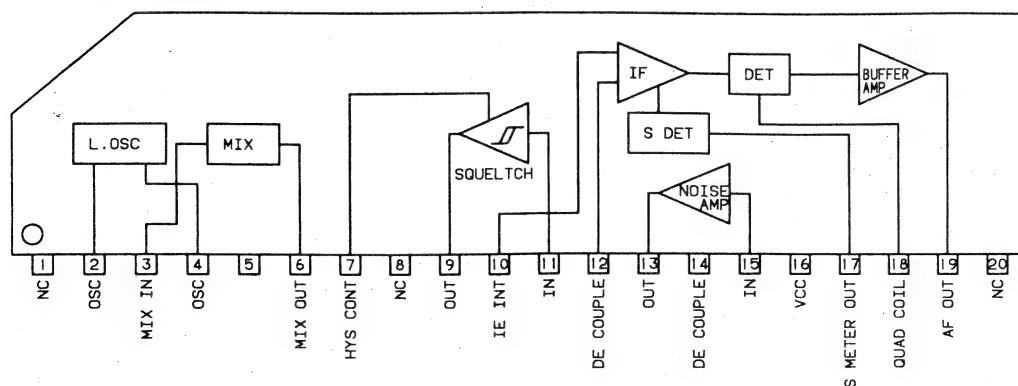 IF
DET
BUFFER
AMP
L.OSC
MIX
S DET
SQUELTCH
NOISE
AMP
1
2
3
4
5
6
7
8
9
10
11
12
13
14
15
16
17
18
19
20
NC
OSC
MIX IN
OSC
MIX OUT
HYS CONT
NC
OUT
IE INT
IN
DE COUPLE
OUT
DE COUPLE
IN
VCC
S METER OUT
QUAD COIL
AF OUT
NC